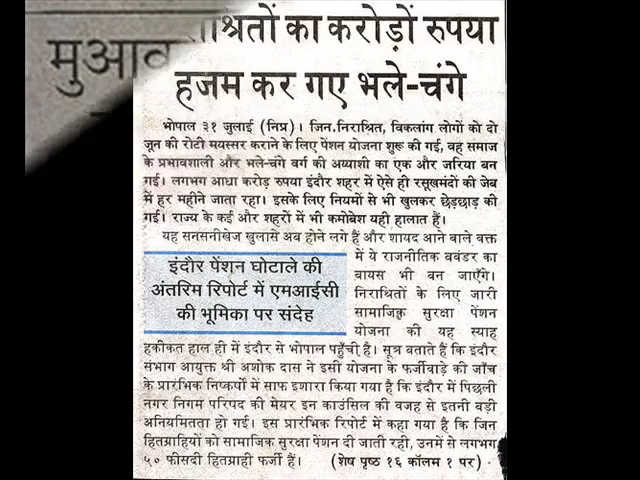 मुआव
श्रितों का करोड़ों रुपया
हजम कर गए भले-चंगे
भोपाल ३१ जुलाई (निप्र)। जिन.निराश्रित, विकलांग लोगों को दो
जून की रोटी मयस्सर कराने के लिए पेंशन योजना शुरू की गई, वह समाज
के प्रभावशाली और भले-चंगे वर्ग की अय्याशी का एक और जरिया बन
गई। लगभग आधा करोड़ रुपया इंदौर शहर में ऐसे ही रसूखमंदों की जेब
में हर महीने जाता रहा। इसके लिए नियमों से भी खुलकर छेड़छाड़ की
गई। राज्य के कई और शहरों में भी कमोबेश यही हालात हैं।
यह सनसनीखेज खुलासे अब होने लगे हैं और शायद आने वाले वक्त
में ये राजनीतिक बवंडर का
बायस भी बन जाएँगे।
निराश्रितों के लिए जारी
सामाजिक सुरक्षा पेंशन
योजना की यह स्याह
इंदौर पेंशन घोटाले की
अंतरिम रिपोर्ट में एमआईसी
की भूमिका पर संदेह
हकीकत हाल ही में इंदौर से भोपाल पहुँची है। सूत्र बताते हैं कि इंदौर
संभाग आयुक्त श्री अशोक दास ने इसी योजना के फर्जीवाड़े की जाँच
के प्रारंभिक निष्कर्षों में साफ इशारा किया गया है कि इंदौर में पिछली
नगर निगम परिषद की मेयर इन काउंसिल की वजह से इतनी बड़ी
अनियमितता हो गई। इस प्रारंभिक रिपोर्ट में कहा गया है कि जिन
हितग्राहियों को सामाजिक सुरक्षा पेंशन दी जाती रही, उनमें से लगभग
५० फीसदी हितग्राही फर्जी हैं। (शेष पृष्ठ १६ कॉलम १ पर)